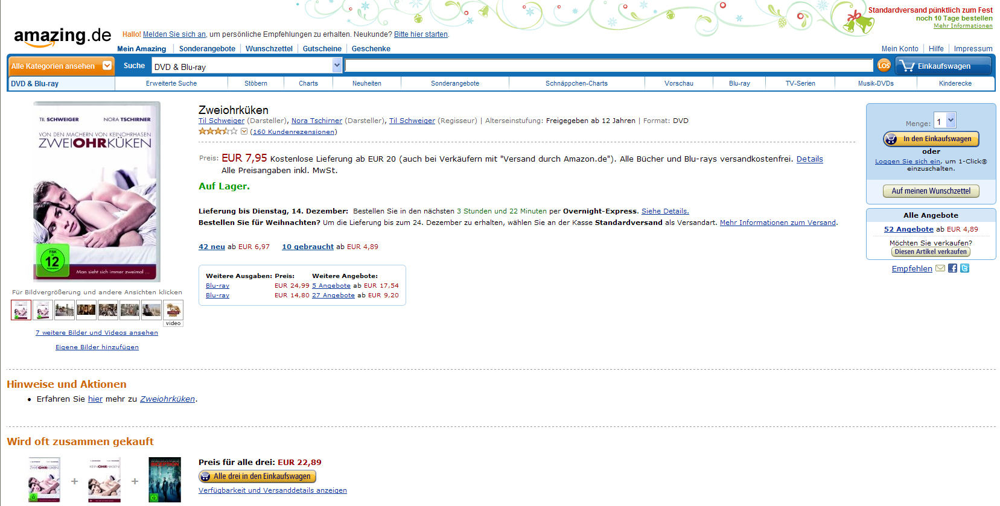 Standardversand pünktlich zum Fest
noch 10 Tage bestellen
Mehr Informationen
amazing.de
Hallo! Melden Sie sich an, um persönliche Empfehlungen zu erhalten. Neukunde? Bitte hier starten.
Mein Amazing Sonderangebote Wunschzettel Gutscheine Geschenke
Mein Konto Hilfe Impressum
Alle Kategorien ansehen Suche DVD & Blu-ray LOS Einkaufswagen
DVD & Blu-ray Erweiterte Suche Stöbern Charts Neuheiten Sonderangebote Schnäppchen-Charts Vorschau Blu-ray TV-Serien Musik-DVDs Kinderecke
TIL SCHWEIGER NORA TSCHIRNER
VON DEN MACHERN VON KEINOHRHASEN
ZWEIOHRKÜKEN
FSK
ab
12
Man sieht sich immer zweimal ...
Für Bildvergrößerung und andere Ansichten klicken
video
7 weitere Bilder und Videos ansehen
Eigene Bilder hinzufügen
Zweiohrküken
Til Schweiger (Darsteller), Nora Tschirner (Darsteller), Til Schweiger (Regisseur) | Alterseinstufung: Freigegeben ab 12 Jahren | Format: DVD
(160 Kundenrezensionen)
Preis: EUR 7,95 Kostenlose Lieferung ab EUR 20 (auch bei Verkäufern mit "Versand durch Amazon.de"). Alle Bücher und Blu-rays versandkostenfrei. Details
Alle Preisangaben inkl. MwSt.
Auf Lager.
Lieferung bis Dienstag, 14. Dezember: Bestellen Sie in den nächsten 3 Stunden und 22 Minuten per Overnight-Express. Siehe Details.
Bestellen Sie für Weihnachten? Um die Lieferung bis zum 24. Dezember zu erhalten, wählen Sie an der Kasse Standardversand als Versandart. Mehr Informationen zum Versand.
42 neu ab EUR 6,97 10 gebraucht ab EUR 4,89
Weitere Ausgaben: Preis: Weitere Angebote:
Blu-ray EUR 24,99 5 Angebote ab EUR 17,54
Blu-ray EUR 14,80 27 Angebote ab EUR 9,20
Menge: 1
In den Einkaufswagen
oder
Loggen Sie sich ein, um 1-Click®
einzuschalten.
Auf meinen Wunschzettel
Alle Angebote
52 Angebote ab EUR 4,89
Möchten Sie verkaufen?
Diesen Artikel verkaufen
Empfehlen
Hinweise und Aktionen
• Erfahren Sie hier mehr zu Zweiohrküken.
Wird oft zusammen gekauft
ZWEIOHRKÜKEN
+
KEINOHRHASEN
+
INCEPTION
Preis für alle drei: EUR 22,89
Alle drei in den Einkaufswagen
Verfügbarkeit und Versanddetails anzeigen